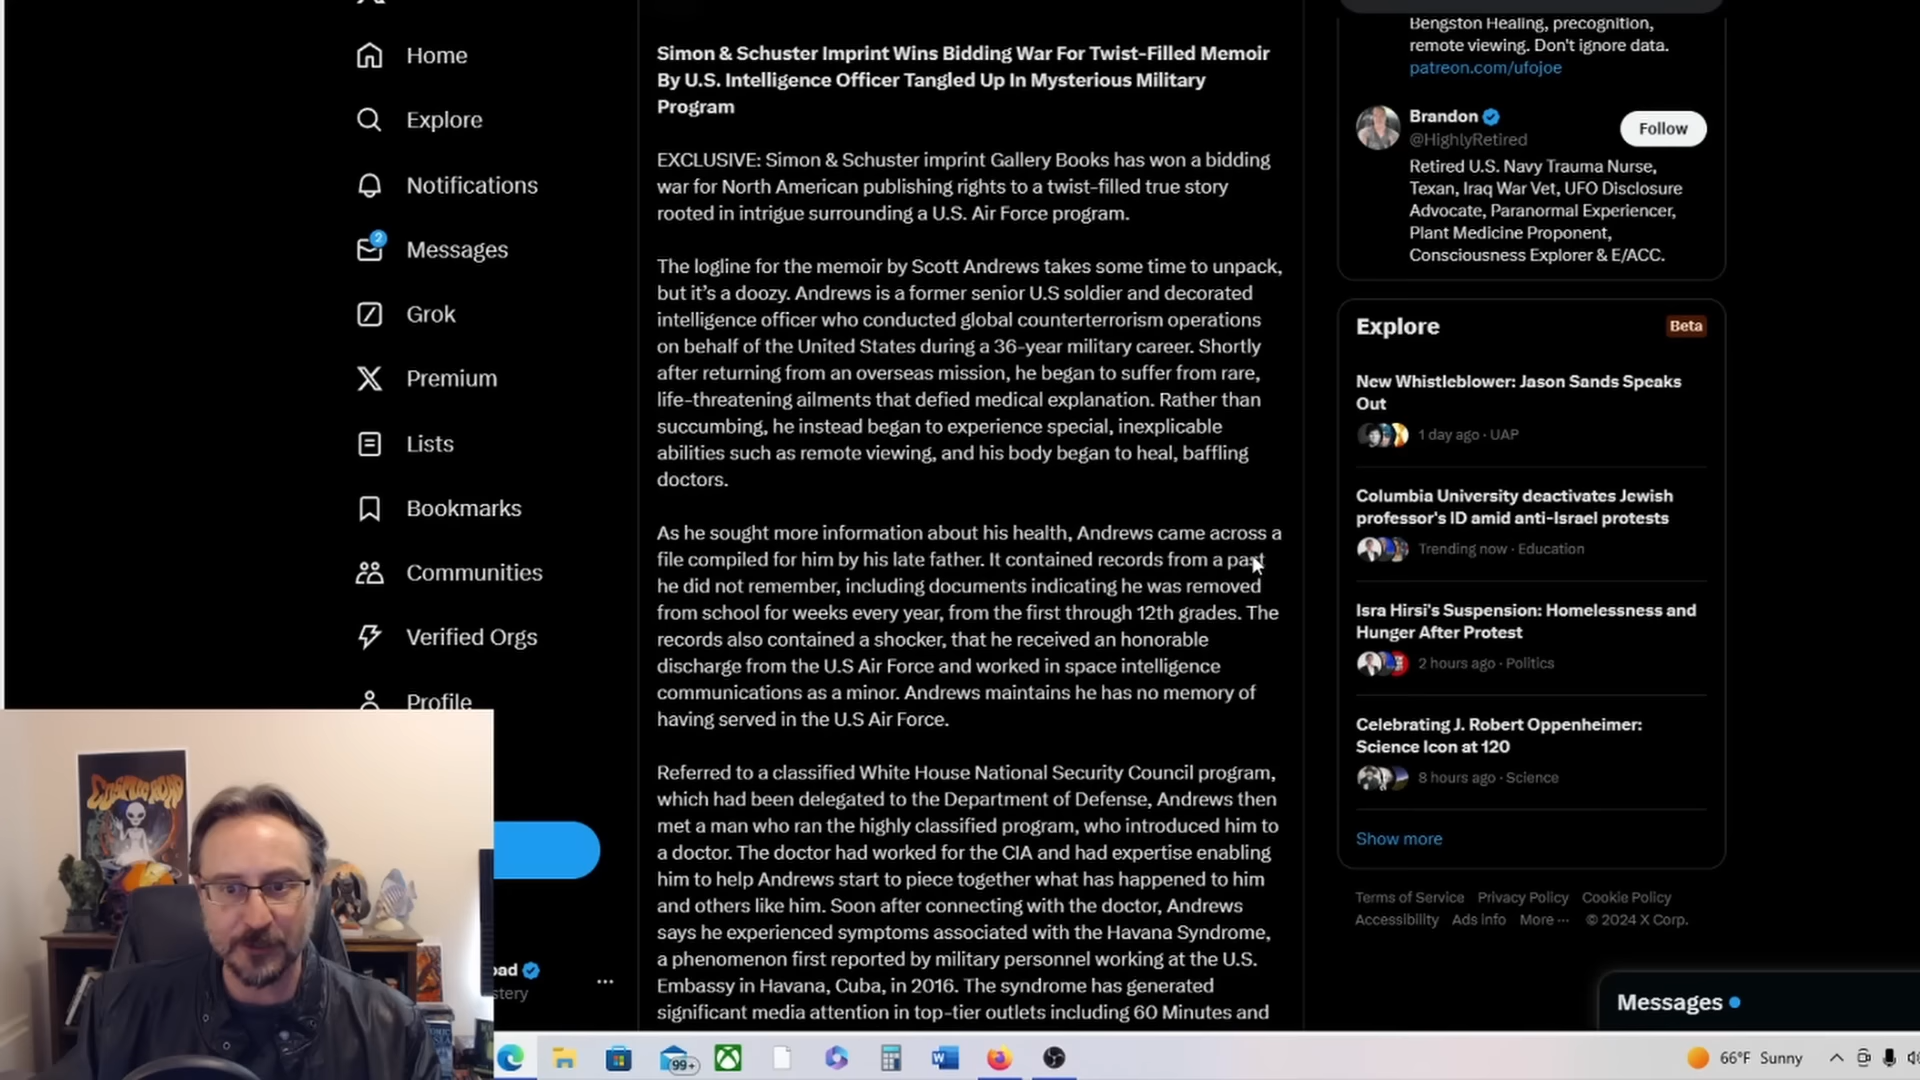 Home
Explore
Notifications
2
Messages
Grok
Premium
Lists
Bookmarks
Communities
Verified Orgs
Profile
Simon & Schuster Imprint Wins Bidding War For Twist-Filled Memoir
By U.S. Intelligence Officer Tangled Up In Mysterious Military
Program
EXCLUSIVE: Simon & Schuster imprint Gallery Books has won a bidding
war for North American publishing rights to a twist-filled true story
rooted in intrigue surrounding a U.S. Air Force program.
The logline for the memoir by Scott Andrews takes some time to unpack,
but it's a doozy. Andrews is a former senior U.S soldier and decorated
intelligence officer who conducted global counterterrorism operations
on behalf of the United States during a 36-year military career. Shortly
after returning from an overseas mission, he began to suffer from rare,
life-threatening ailments that defied medical explanation. Rather than
succumbing, he instead began to experience special, inexplicable
abilities such as remote viewing, and his body began to heal, baffling
doctors.
As he sought more information about his health, Andrews came across a
file compiled for him by his late father. It contained records from a past
he did not remember, including documents indicating he was removed
from school for weeks every year, from the first through 12th grades. The
records also contained a shocker, that he received an honorable
discharge from the U.S Air Force and worked in space intelligence
communications as a minor. Andrews maintains he has no memory of
having served in the U.S Air Force.
Referred to a classified White House National Security Council program,
which had been delegated to the Department of Defense, Andrews then
met a man who ran the highly classified program, who introduced him to
a doctor. The doctor had worked for the CIA and had expertise enabling
him to help Andrews start to piece together what has happened to him
and others like him. Soon after connecting with the doctor, Andrews
says he experienced symptoms associated with the Havana Syndrome,
a phenomenon first reported by military personnel working at the U.S.
Embassy in Havana, Cuba, in 2016. The syndrome has generated
significant media attention in top-tier outlets including 60 Minutes and
Bengston Healing, precognition,
remote viewing. Don't ignore data.
patreon.com/ufojoe
Brandon
@HighlyRetired
Follow
Retired U.S. Navy Trauma Nurse,
Texan, Iraq War Vet, UFO Disclosure
Advocate, Paranormal Experiencer,
Plant Medicine Proponent,
Consciousness Explorer & E/ACC.
Explore
Beta
New Whistleblower: Jason Sands Speaks
Out
1 day ago · UAP
Columbia University deactivates Jewish
professor's ID amid anti-Israel protests
Trending now · Education
Isra Hirsi's Suspension: Homelessness and
Hunger After Protest
2 hours ago · Politics
Celebrating J. Robert Oppenheimer:
Science Icon at 120
8 hours ago · Science
Show more
Terms of Service Privacy Policy Cookie Policy
Accessibility Ads info More ··· © 2024 X Corp.
Messages
COSMIC ROAD
oad
stery
99+
66°F Sunny